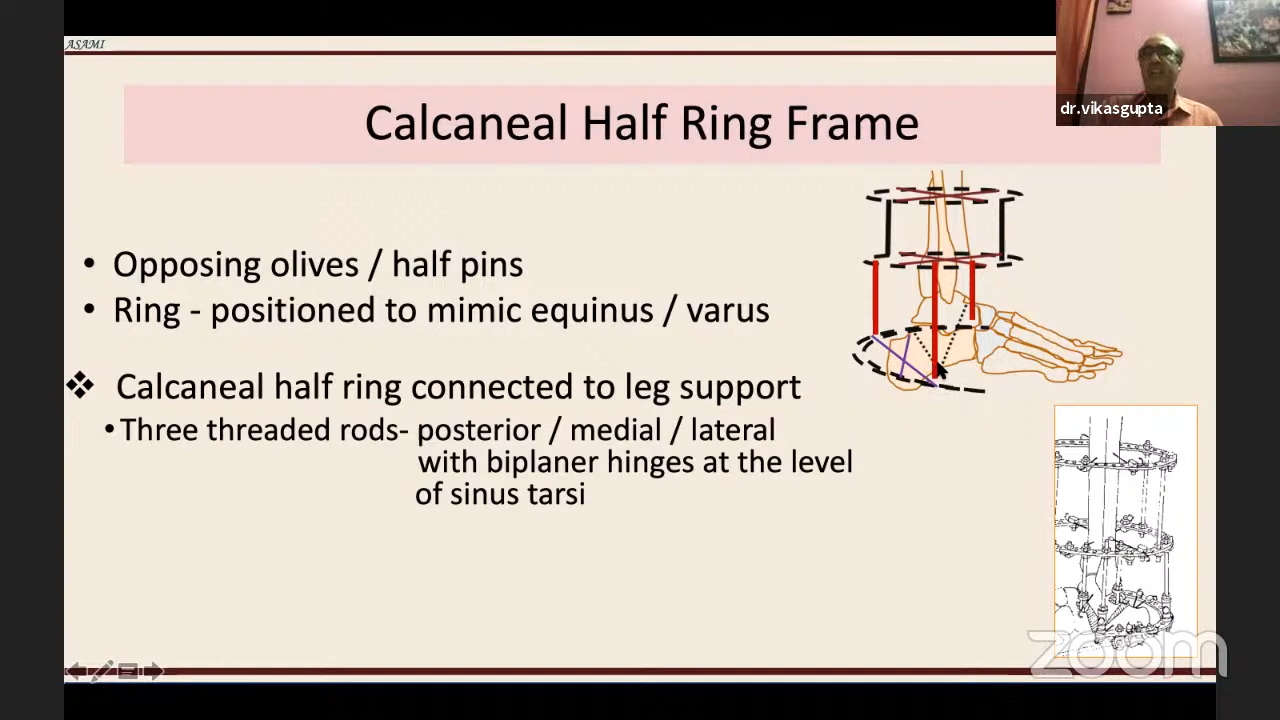 ASAMI
dr.vikasgupta
Calcaneal Half Ring Frame
• Opposing olives / half pins
• Ring - positioned to mimic equinus / varus
❖ Calcaneal half ring connected to leg support
• Three threaded rods- posterior / medial / lateral
with biplaner hinges at the level
of sinus tarsi
zoom